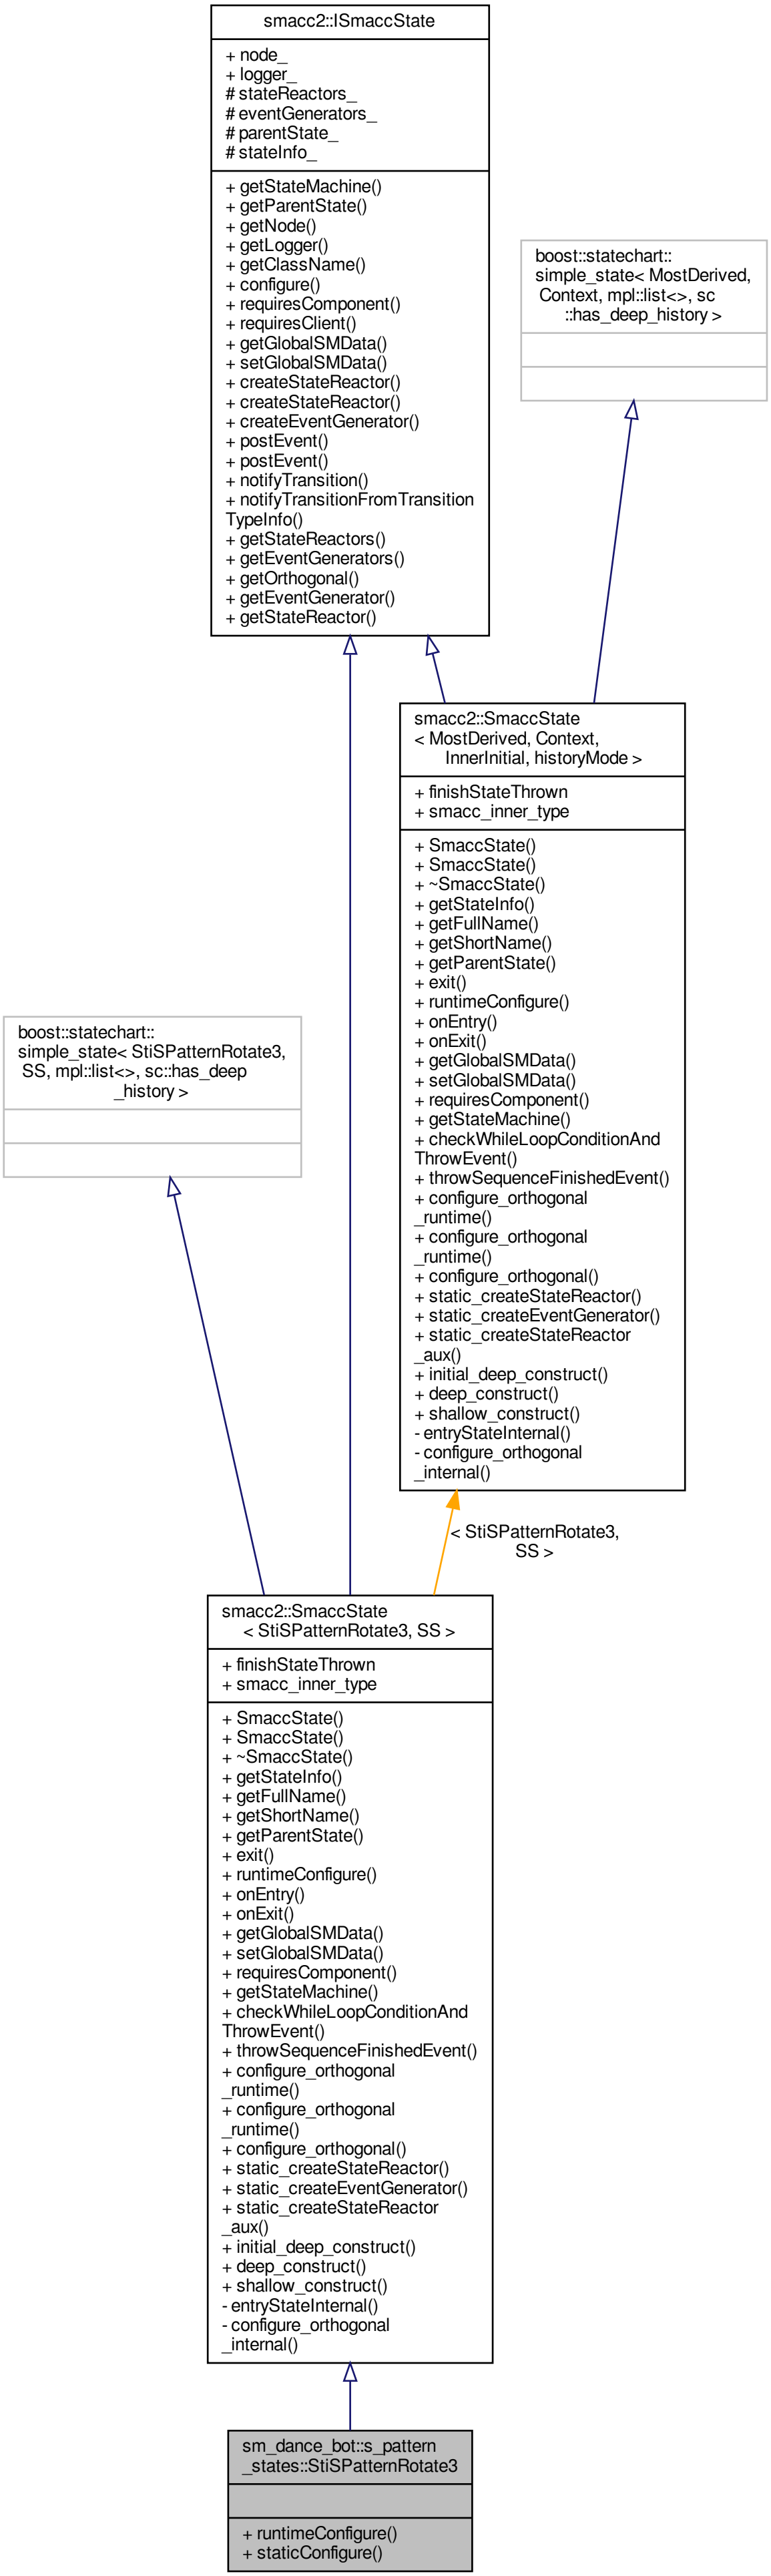 smacc2::ISmaccState
+ node_
+ logger_
# stateReactors_
# eventGenerators_
# parentState_
# stateInfo_
+ getStateMachine()
+ getParentState()
+ getNode()
+ getLogger()
+ getClassName()
+ configure()
+ requiresComponent()
+ requiresClient()
+ getGlobalSMData()
+ setGlobalSMData()
+ createStateReactor()
+ createStateReactor()
+ createEventGenerator()
+ postEvent()
+ postEvent()
+ notifyTransition()
+ notifyTransitionFromTransition
TypeInfo()
+ getStateReactors()
+ getEventGenerators()
+ getOrthogonal()
+ getEventGenerator()
+ getStateReactor()
boost::statechart::
simple_state< MostDerived,
Context, mpl::list<>, sc
::has_deep_history >
smacc2::SmaccState
< MostDerived, Context,
InnerInitial, historyMode >
+ finishStateThrown
+ smacc_inner_type
+ SmaccState()
+ SmaccState()
+ ~SmaccState()
+ getStateInfo()
+ getFullName()
+ getShortName()
+ getParentState()
+ exit()
+ runtimeConfigure()
+ onEntry()
+ onExit()
+ getGlobalSMData()
+ setGlobalSMData()
+ requiresComponent()
+ getStateMachine()
+ checkWhileLoopConditionAnd
ThrowEvent()
+ throwSequenceFinishedEvent()
+ configure_orthogonal
_runtime()
+ configure_orthogonal
_runtime()
+ configure_orthogonal()
+ static_createStateReactor()
+ static_createEventGenerator()
+ static_createStateReactor
_aux()
+ initial_deep_construct()
+ deep_construct()
+ shallow_construct()
- entryStateInternal()
- configure_orthogonal
_internal()
boost::statechart::
simple_state< StiSPatternRotate3,
SS, mpl::list<>, sc::has_deep
_history >
< StiSPatternRotate3,
SS >
smacc2::SmaccState
< StiSPatternRotate3, SS >
+ finishStateThrown
+ smacc_inner_type
+ SmaccState()
+ SmaccState()
+ ~SmaccState()
+ getStateInfo()
+ getFullName()
+ getShortName()
+ getParentState()
+ exit()
+ runtimeConfigure()
+ onEntry()
+ onExit()
+ getGlobalSMData()
+ setGlobalSMData()
+ requiresComponent()
+ getStateMachine()
+ checkWhileLoopConditionAnd
ThrowEvent()
+ throwSequenceFinishedEvent()
+ configure_orthogonal
_runtime()
+ configure_orthogonal
_runtime()
+ configure_orthogonal()
+ static_createStateReactor()
+ static_createEventGenerator()
+ static_createStateReactor
_aux()
+ initial_deep_construct()
+ deep_construct()
+ shallow_construct()
- entryStateInternal()
- configure_orthogonal
_internal()
sm_dance_bot::s_pattern
_states::StiSPatternRotate3
+ runtimeConfigure()
+ staticConfigure()